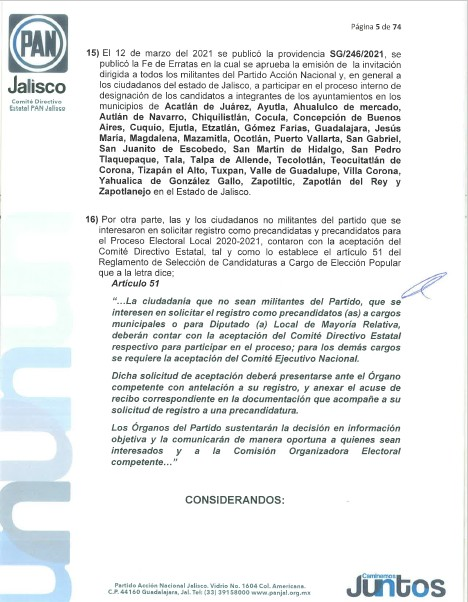 Página 5 de 74
PAN
Jalisco
Comité Directivo
Estatal PAN Jalisco
15) El 12 de marzo del 2021 se publicó la providencia SG/246/2021, se
publicó la Fe de Erratas en la cual se aprueba la emisión de la invitación
dirigida a todos los militantes del Partido Acción Nacional y, en general a
los ciudadanos del estado de Jalisco, a participar en el proceso interno de
designación de los candidatos a integrantes de los ayuntamientos en los
municipios de Acatlán de Juárez, Ayutla, Ahualulco de mercado,
Autlán de Navarro, Chiquilistlán, Cocula, Concepción de Buenos
Aires, Cuquio, Ejutla, Etzatlán, Gómez Farias, Guadalajara, Jesús
María, Magdalena, Mazamitla, Ocotlán, Puerto Vallarta, San Gabriel,
San Juanito de Escobedo, San Martin de Hidalgo, San Pedro
Tlaquepaque, Tala, Talpa de Allende, Tecolotlán, Teocuitatlán de
Corona, Tizapán el Alto, Tuxpan, Valle de Guadalupe, Villa Corona,
Yahualica de González Gallo, Zapotiltic, Zapotlán del Rey y
Zapotlanejo en el Estado de Jalisco.
16) Por otra parte, las y los ciudadanos no militantes del partido que se
interesaron en solicitar registro como precandidatas y precandidatos para
el Proceso Electoral Local 2020-2021, contaron con la aceptación del
Comité Directivo Estatal, tal y como lo establece el artículo 51 del
Reglamento de Selección de Candidaturas a Cargo de Elección Popular
que a la letra dice;
Artículo 51
“…La ciudadanía que no sean militantes del Partido, que se
interesen en solicitar el registro como precandidatos (as) a cargos
municipales o para Diputado (a) Local de Mayoría Relativa,
deberán contar con la aceptación del Comité Directivo Estatal
respectivo para participar en el proceso; para los demás cargos
se requiere la aceptación del Comité Ejecutivo Nacional.
Dicha solicitud de aceptación deberá presentarse ante el Órgano
competente con antelación a su registro, y anexar el acuse de
recibo correspondiente en la documentación que acompañe a su
solicitud de registro a una precandidatura.
Los Órganos del Partido sustentarán la decisión en información
objetiva y la comunicarán de manera oportuna a quienes sean
interesados y a la Comisión Organizadora Electoral
competente…”
CONSIDERANDOS:
Partido Acción Nacional Jalisco. Vidrio No. 1604 Col. Americana.
C.P. 44160 Guadalajara, Jal. Tel: (33) 39158000 www.panjal.org.mx
Caminemos
Juntos